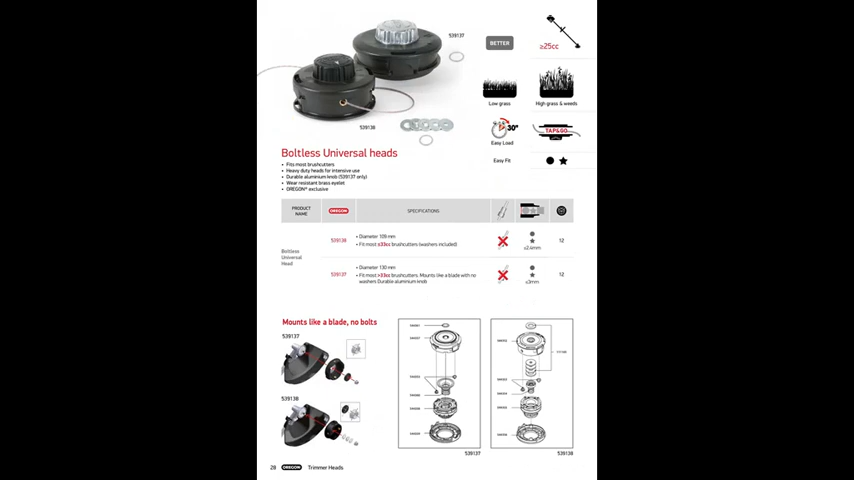 539137
BETTER
≥25cc
Low grass
High grass & weeds
539138
30"
TAP&GO
Easy Load
Easy Fit
Boltless Universal heads
• Fits most brushcutters
• Heavy duty heads for intensive use
• Durable aluminium knob (539137 only)
• Wear resistant brass eyelet
• OREGON® exclusive
PRODUCT NAME
OREGON
SPECIFICATIONS
Boltless
Universal
Head
539138
• Diameter 109 mm
• Fit most ≤33cc brushcutters (washers included)
≤2.4mm
12
539137
• Diameter 130 mm
• Fit most >33cc brushcutters. Mounts like a blade with no
washers Durable aluminium knob
≤3mm
12
Mounts like a blade, no bolts
539137
539138
539137
539138
28 OREGON Trimmer Heads